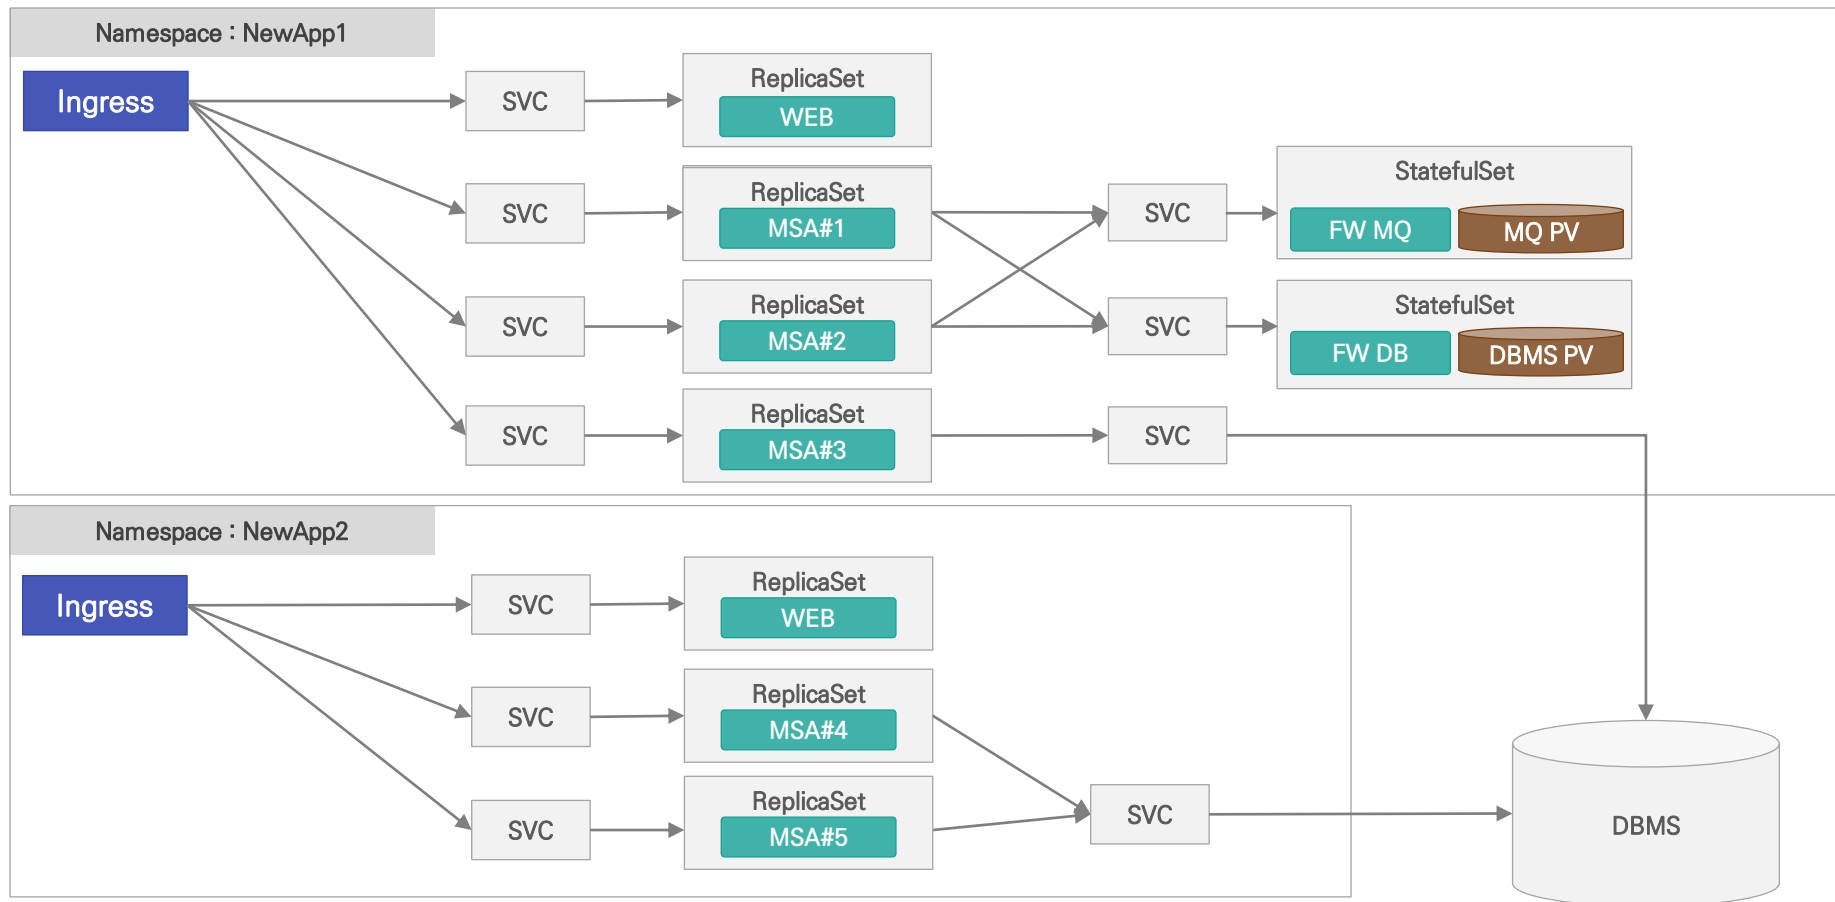 Namespace : NewApp1
Ingress
SVC
ReplicaSet
WEB
SVC
ReplicaSet
MSA#1
SVC
StatefulSet
FW MQ
MQ PV
SVC
ReplicaSet
MSA#2
SVC
StatefulSet
FW DB
DBMS PV
SVC
ReplicaSet
MSA#3
SVC
Namespace : NewApp2
Ingress
SVC
ReplicaSet
WEB
SVC
ReplicaSet
MSA#4
SVC
ReplicaSet
MSA#5
SVC
DBMS